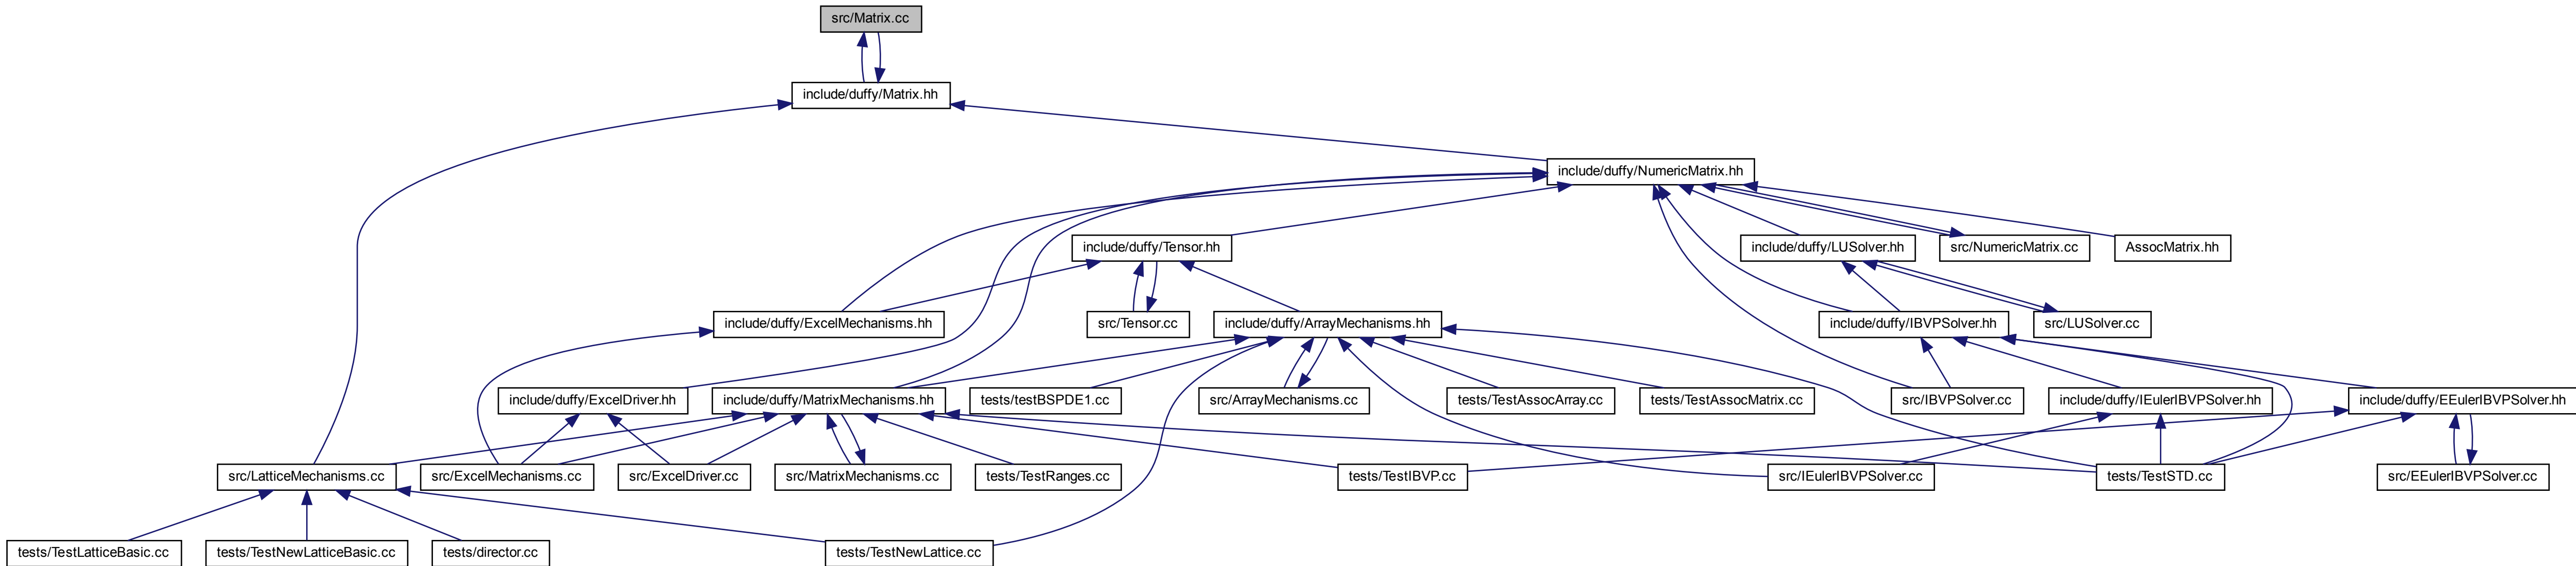 src/Matrix.cc
include/duffy/Matrix.hh
include/duffy/NumericMatrix.hh
include/duffy/Tensor.hh
include/duffy/LUSolver.hh
src/NumericMatrix.cc
AssocMatrix.hh
include/duffy/ExcelMechanisms.hh
src/Tensor.cc
include/duffy/ArrayMechanisms.hh
include/duffy/IBVPSolver.hh
src/LUSolver.cc
include/duffy/ExcelDriver.hh
include/duffy/MatrixMechanisms.hh
tests/testBSPDE1.cc
src/ArrayMechanisms.cc
tests/TestAssocArray.cc
tests/TestAssocMatrix.cc
src/IBVPSolver.cc
include/duffy/IEulerIBVPSolver.hh
include/duffy/EEulerIBVPSolver.hh
src/LatticeMechanisms.cc
src/ExcelMechanisms.cc
src/ExcelDriver.cc
src/MatrixMechanisms.cc
tests/TestRanges.cc
tests/TestIBVP.cc
src/IEulerIBVPSolver.cc
tests/TestSTD.cc
src/EEulerIBVPSolver.cc
tests/TestLatticeBasic.cc
tests/TestNewLatticeBasic.cc
tests/director.cc
tests/TestNewLattice.cc